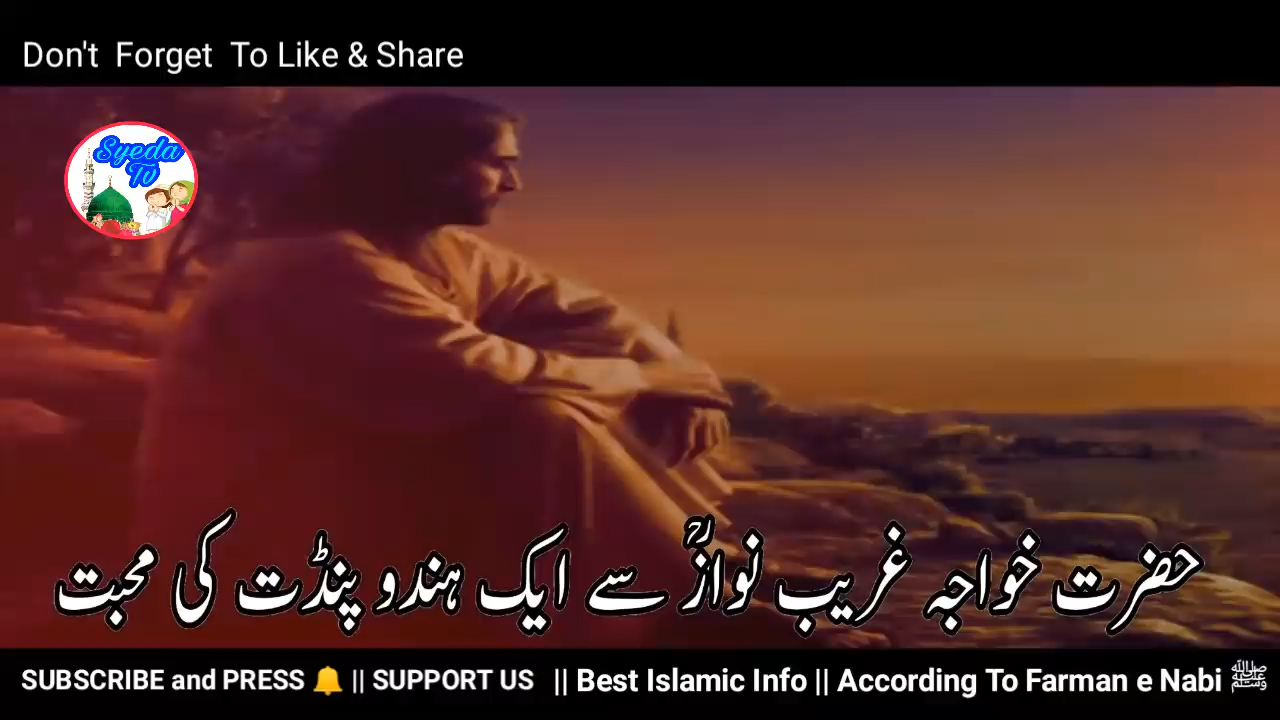 Don't Forget To Like & Share
Syeda
Tv
حضرت خواجہ غریب نوازؒ سے ایک ہندو پنڈت کی محبت
SUBSCRIBE and PRESS 🔔 || SUPPORT US || Best Islamic Info || According To Farman e Nabi ﷺ